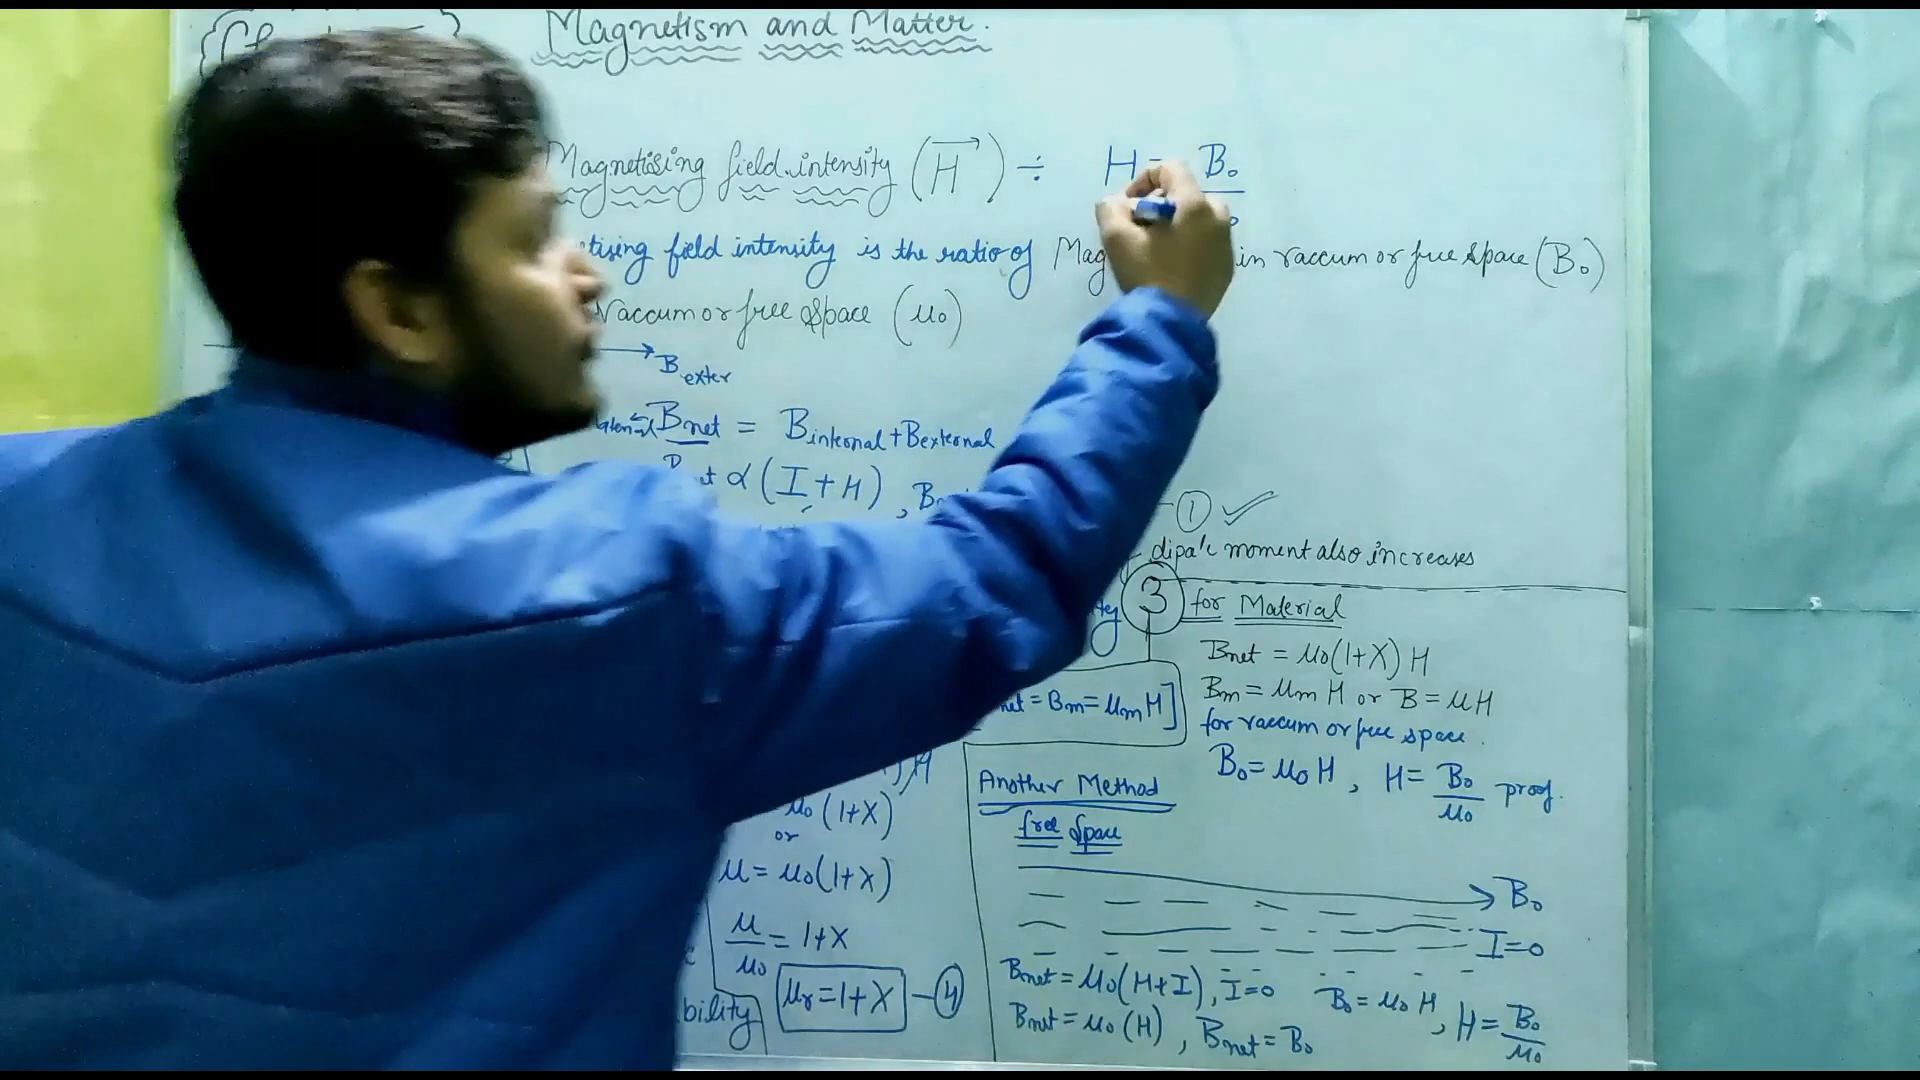 Magnetism and Matter.
Magnetising field intensity (H) ÷ H = B₀
tising field intensity is the ratio of Mag in vaccum or free space (B₀)
Vaccum or free space (μ₀)
B exter
Bnet = Binternal + Bexternal
α (I + H) ,
① ✓
dipale moment also increases
③ for Material
Bnet = μ₀(1+X) H
= Bm = μmH]
Bm = μm H or B = μH
for vaccum or free space.
B₀ = μ₀ H , H = B₀/μ₀ proof.
Another Method
free space
μ₀ (1+X)
or
μ = μ₀(1+X)
μ/μ₀ = 1+X
μr = 1+X — ④
bility
B₀
I = 0
Bnet = μ₀(H+I), I=0 B₀ = μ₀ H , H = B₀/μ₀
Bnet = μ₀ (H) , Bnet = B₀